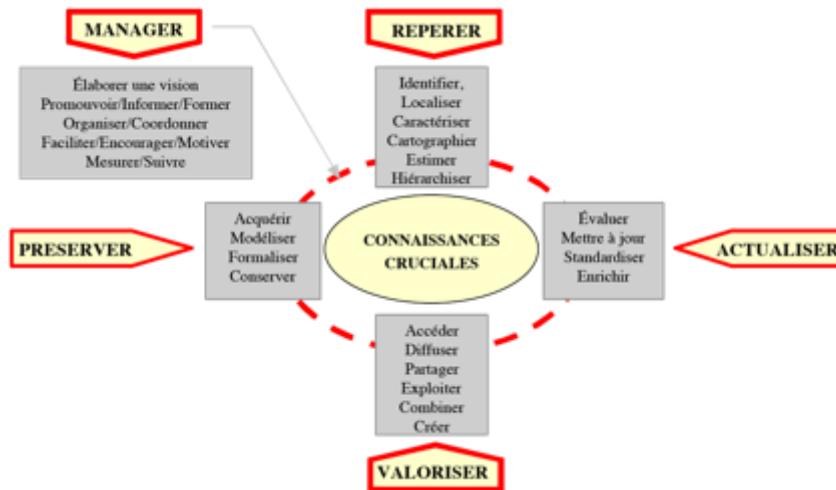 MANAGER
Élaborer une vision
Promouvoir/Informer/Former
Organiser/Coordonner
Faciliter/Encourager/Motiver
Mesurer/Suivre
REPERER
Identifier,
Localiser
Caractériser
Cartographier
Estimer
Hiérarchiser
PRESERVER
Acquérir
Modéliser
Formaliser
Conserver
CONNAISSANCES
CRUCIALES
Évaluer
Mettre à jour
Standardiser
Enrichir
ACTUALISER
Accéder
Diffuser
Partager
Exploiter
Combiner
Créer
VALORISER